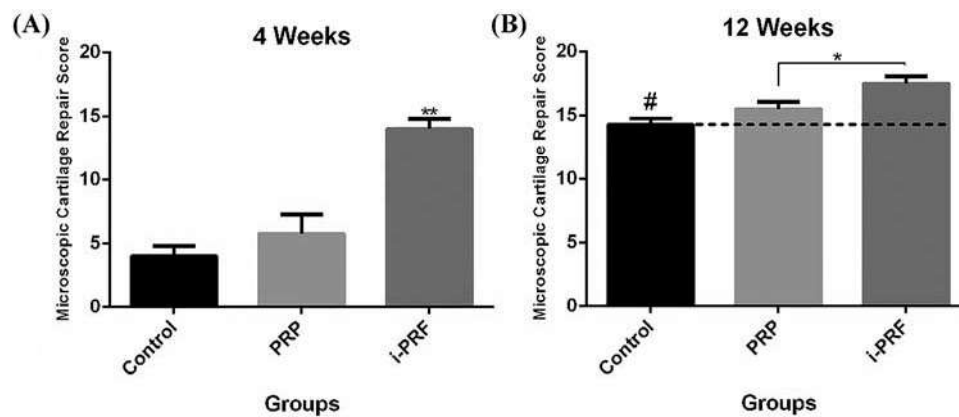 (A)
4 Weeks
Microscopic Cartilage Repair Score
20
15
10
5
0
**
Control
PRP
i-PRF
Groups
(B)
12 Weeks
Microscopic Cartilage Repair Score
20
15
10
5
0
#
*
Control
PRP
i-PRF
Groups